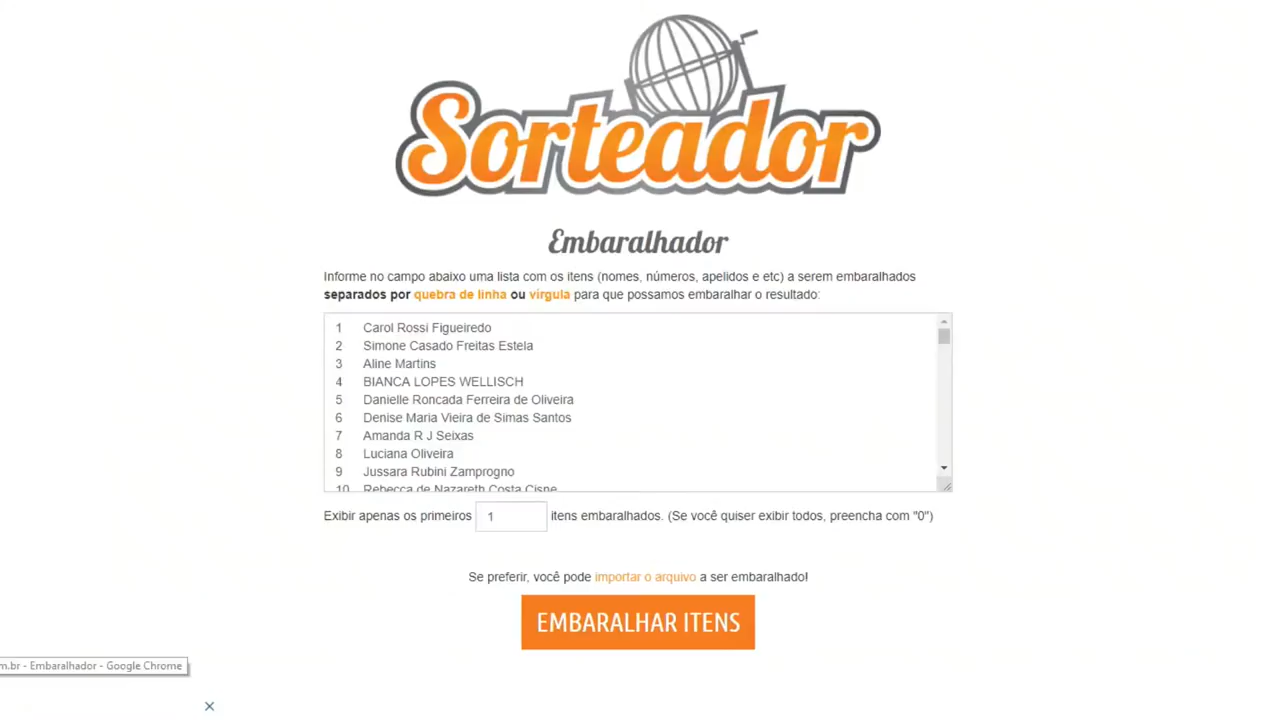 Sorteador
Embaralhador
Informe no campo abaixo uma lista com os itens (nomes, números, apelidos e etc) a serem embaralhados
separados por quebra de linha ou vírgula para que possamos embaralhar o resultado:
1 Carol Rossi Figueiredo
2 Simone Casado Freitas Estela
3 Aline Martins
4 BIANCA LOPES WELLISCH
5 Danielle Roncada Ferreira de Oliveira
6 Denise Maria Vieira de Simas Santos
7 Amanda R J Seixas
8 Luciana Oliveira
9 Jussara Rubini Zamprogno
10 Rebecca de Nazareth Costa Cisne
Exibir apenas os primeiros 1 itens embaralhados. (Se você quiser exibir todos, preencha com "0")
Se preferir, você pode importar o arquivo a ser embaralhado!
EMBARALHAR ITENS
m.br - Embaralhador - Google Chrome